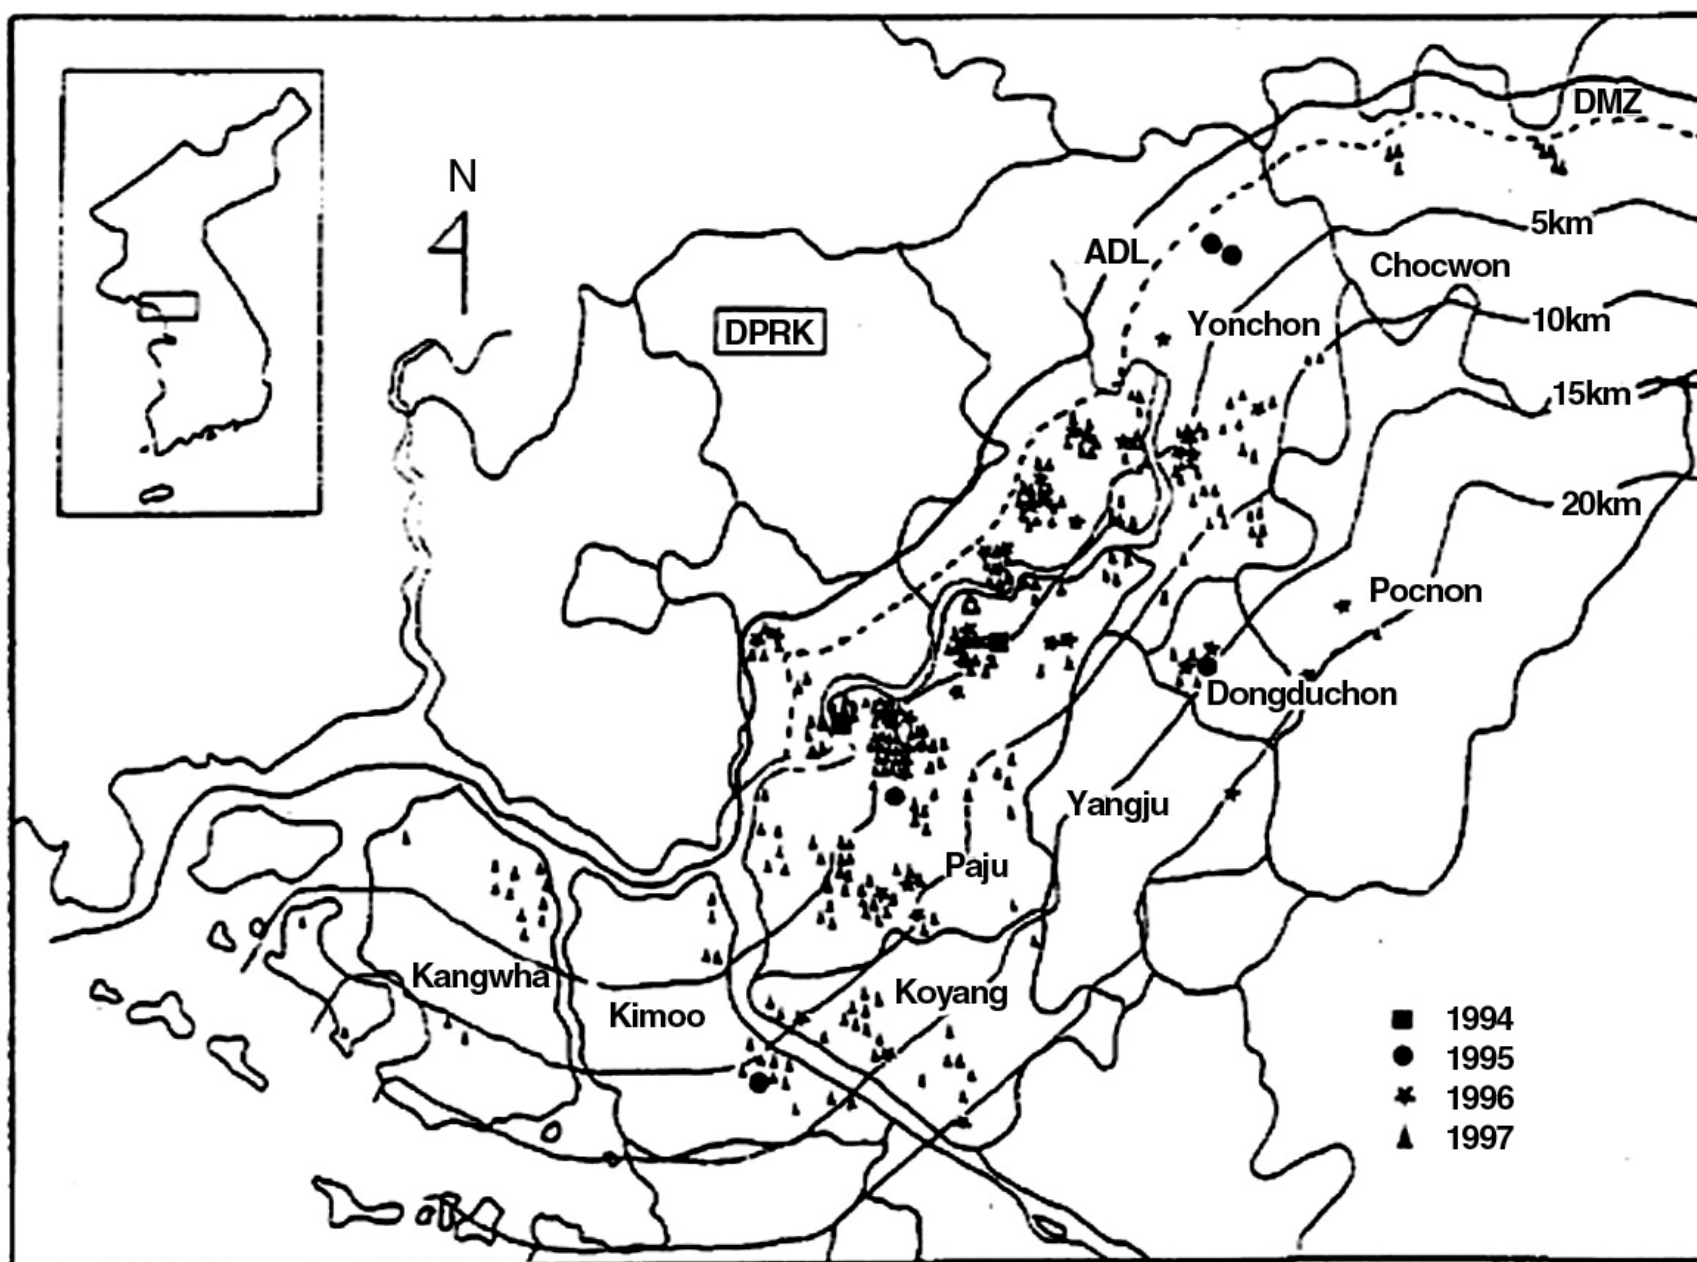 DMZ
N
5km
ADL
Chocwon
DPRK
Yonchon
10km
15km
20km
Pocnon
Dongduchon
Yangju
Paju
Kangwha
Koyang
Kimoo
1994
1995
1996
1997